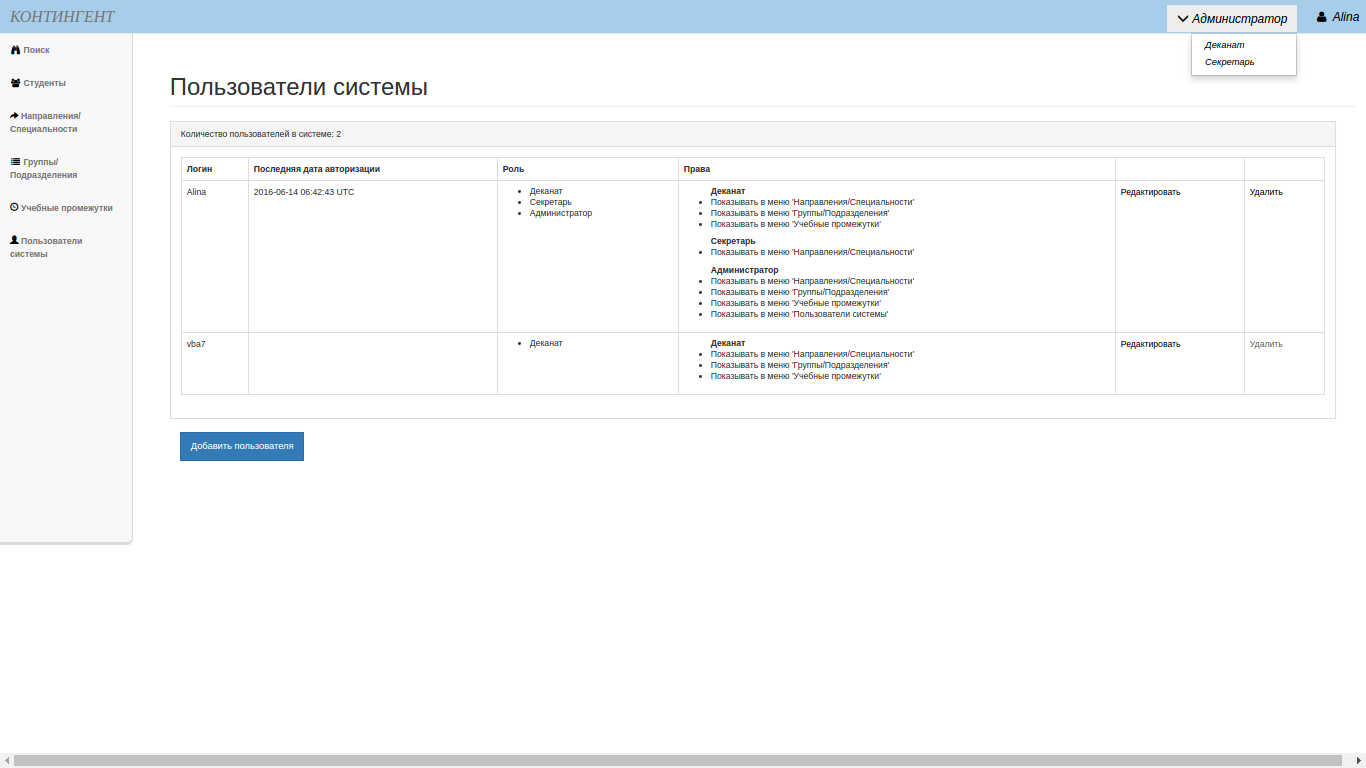 КОНТИНГЕНТ
Администратор
Alina
Деканат
Секретарь
Поиск
Студенты
Направления/
Специальности
Группы/
Подразделения
Учебные промежутки
Пользователи
системы
Пользователи системы
Количество пользователей в системе: 2
Логин Последняя дата авторизации Роль Права
Alina 2016-06-14 06:42:43 UTC
Деканат
Секретарь
Администратор
Деканат
Показывать в меню 'Направления/Специальности'
Показывать в меню 'Группы/Подразделения'
Показывать в меню 'Учебные промежутки'
Секретарь
Показывать в меню 'Направления/Специальности'
Администратор
Показывать в меню 'Направления/Специальности'
Показывать в меню 'Группы/Подразделения'
Показывать в меню 'Учебные промежутки'
Показывать в меню 'Пользователи системы'
Редактировать Удалить
vba7
Деканат
Деканат
Показывать в меню 'Направления/Специальности'
Показывать в меню 'Группы/Подразделения'
Показывать в меню 'Учебные промежутки'
Редактировать Удалить
Добавить пользователя